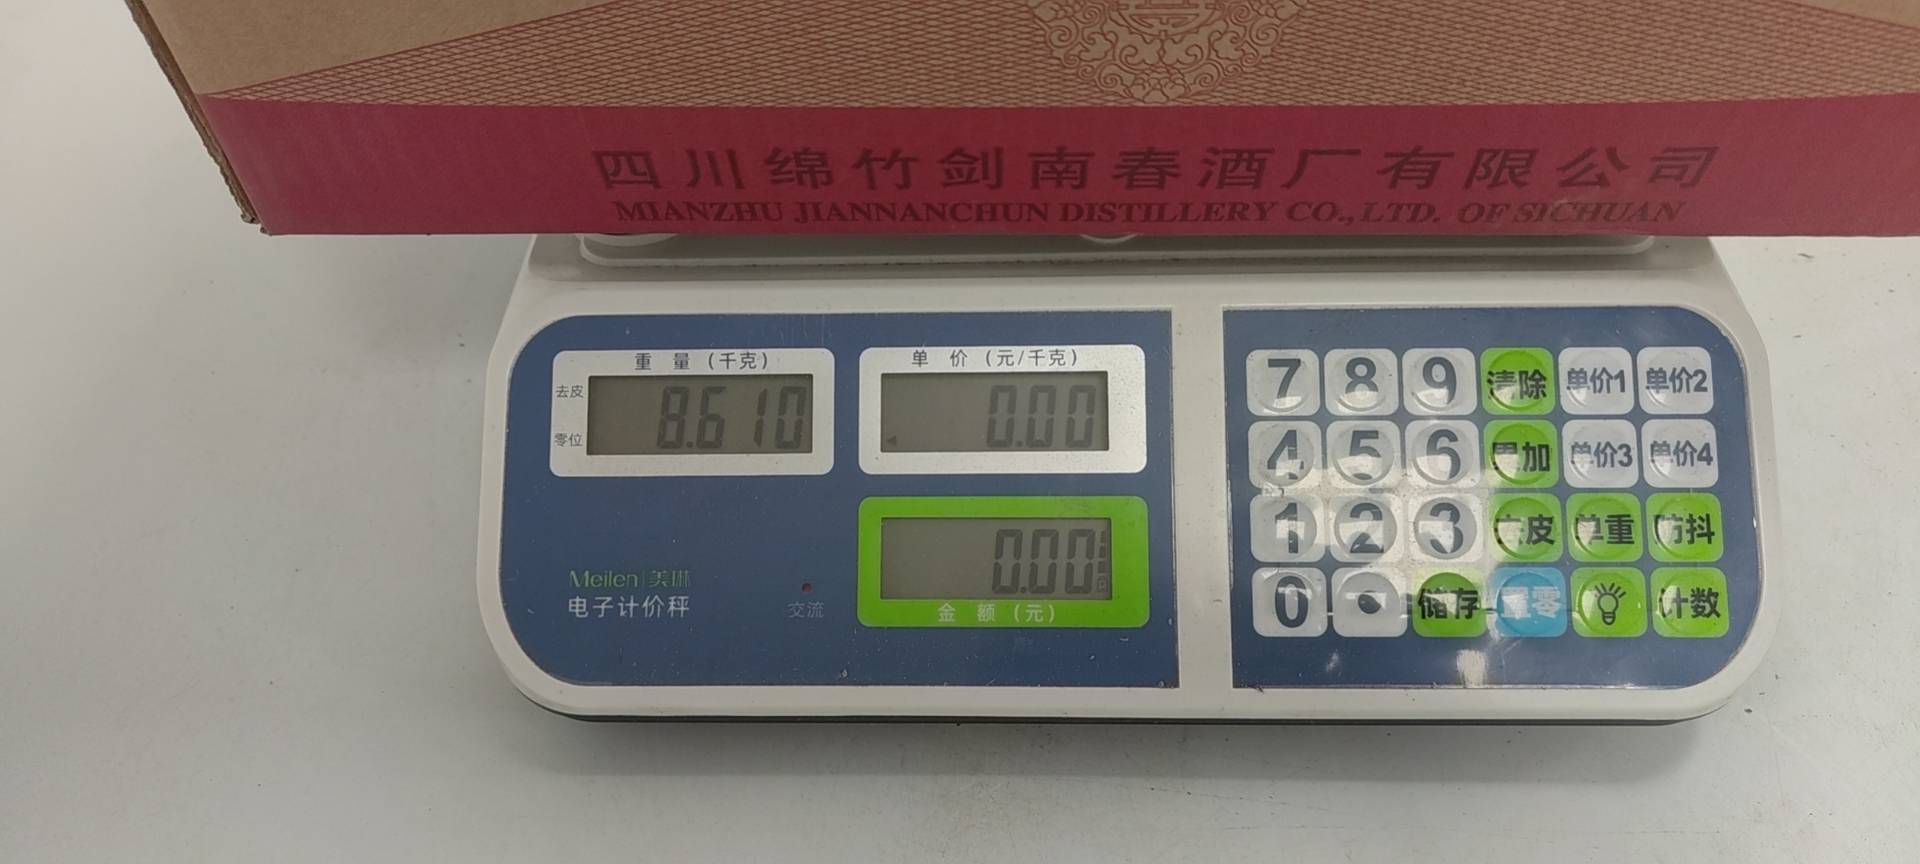 四川绵竹剑南春酒厂有限公司
MIANZHU JIANNANCHUN DISTILLERY CO., LTD. OF SICHUAN
重量(千克)
去皮
零位
8.610
单价(元/千克)
0.00
0.00
金额(元)
Meilen 美琳
电子计价秤
交流
7 8 9 清除 单价1 单价2
4 5 6 累加 单价3 单价4
1 2 3 去皮 单重 防抖
0 . 储存 置零 计数